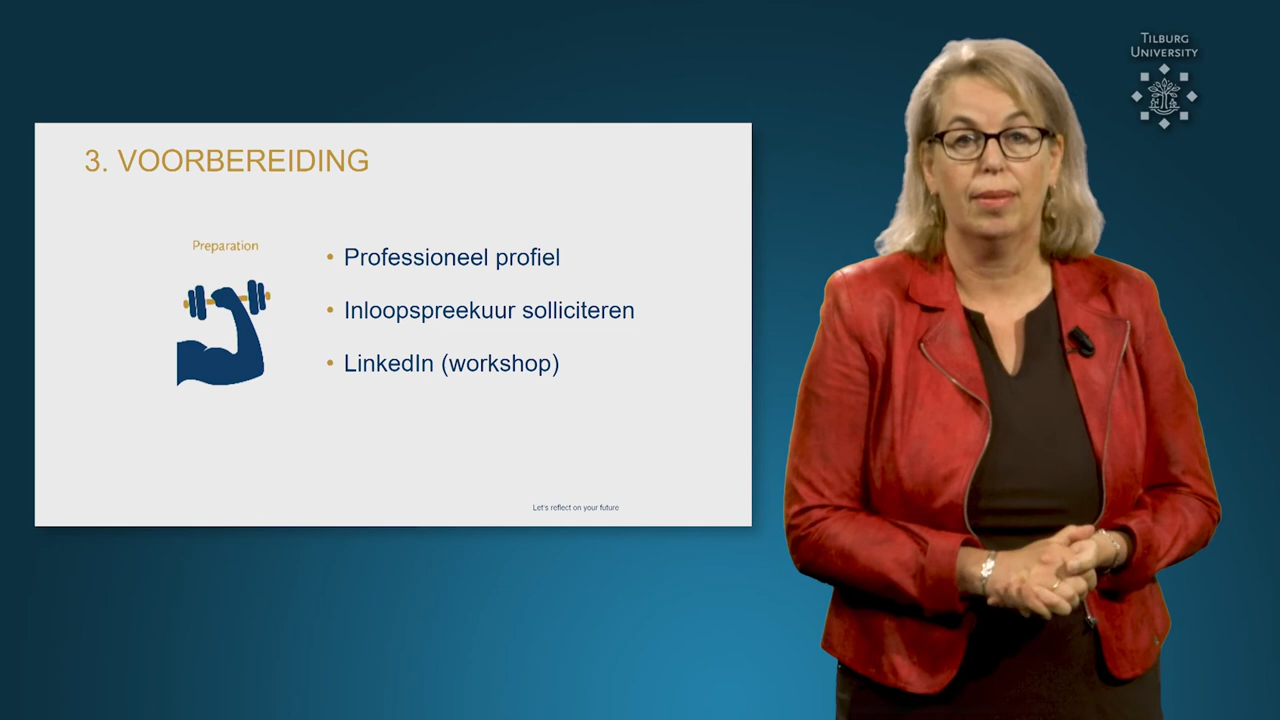 TILBURG
UNIVERSITY
3. VOORBEREIDING
Preparation
• Professioneel profiel
• Inloopspreekuur solliciteren
• LinkedIn (workshop)
Let's reflect on your future